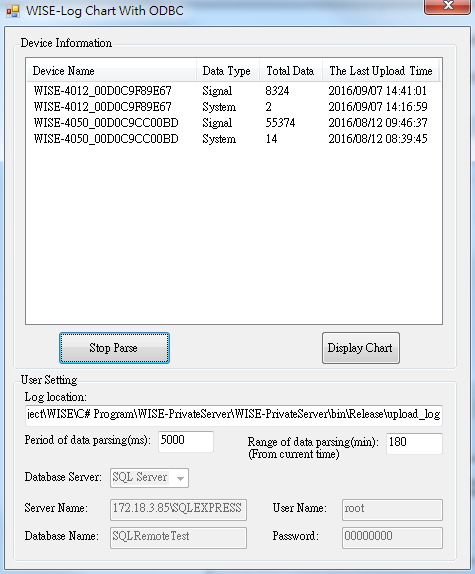 WISE-Log Chart With ODBC
Device Information
Device Name Data Type Total Data The Last Upload Time
WISE-4012_00D0C9F89E67 Signal 8324 2016/09/07 14:41:01
WISE-4012_00D0C9F89E67 System 2 2016/09/07 14:16:59
WISE-4050_00D0C9CC00BD Signal 55374 2016/08/12 09:46:37
WISE-4050_00D0C9CC00BD System 14 2016/08/12 08:39:45
Stop Parse Display Chart
User Setting
Log location:
ject\WISE\C# Program\WISE-PrivateServer\WISE-PrivateServer\bin\Release\upload_log
Period of data parsing(ms): 5000 Range of data parsing(min): 180
(From current time)
Database Server: SQL Server
Server Name: 172.18.3.85\SQLEXPRESS User Name: root
Database Name: SQLRemoteTest Password: 00000000